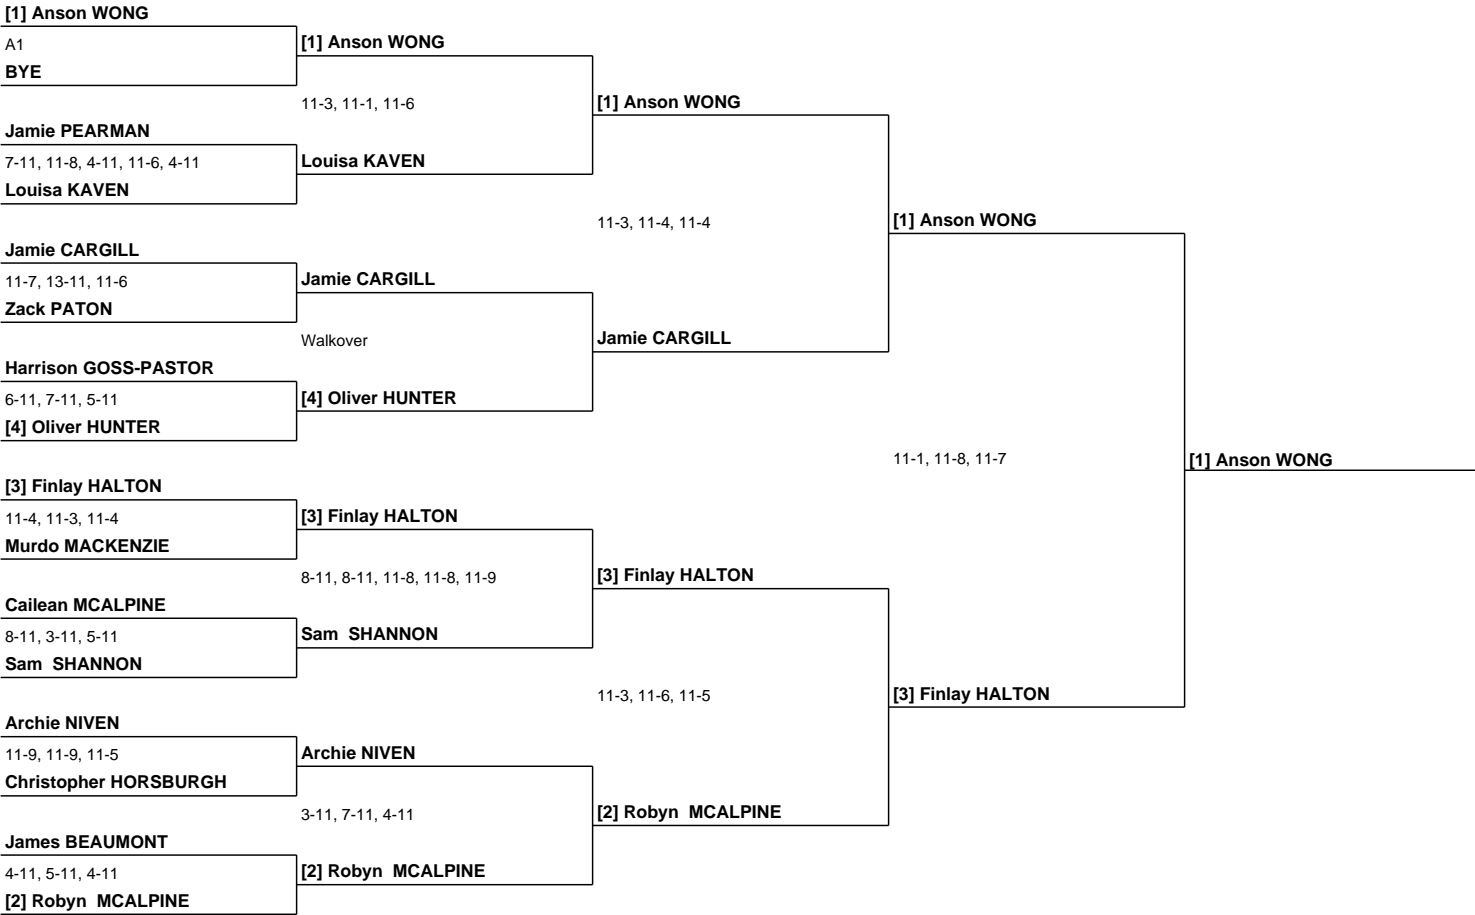 [1] Anson WONG
A1
BYE
Jamie PEARMAN
7-11, 11-8, 4-11, 11-6, 4-11
Louisa KAVEN
Jamie CARGILL
11-7, 13-11, 11-6
Zack PATON
Harrison GOSS-PASTOR
6-11, 7-11, 5-11
[4] Oliver HUNTER
[3] Finlay HALTON
11-4, 11-3, 11-4
Murdo MACKENZIE
Cailean MCALPINE
8-11, 3-11, 5-11
Sam  SHANNON
Archie NIVEN
11-9, 11-9, 11-5
Christopher HORSBURGH
James BEAUMONT
4-11, 5-11, 4-11
[2] Robyn  MCALPINE
[1] Anson WONG
11-3, 11-1, 11-6
Louisa KAVEN
Jamie CARGILL
Walkover
[4] Oliver HUNTER
[3] Finlay HALTON
8-11, 8-11, 11-8, 11-8, 11-9
Sam  SHANNON
Archie NIVEN
3-11, 7-11, 4-11
[2] Robyn  MCALPINE
[1] Anson WONG
11-3, 11-4, 11-4
Jamie CARGILL
[3] Finlay HALTON
11-3, 11-6, 11-5
[2] Robyn  MCALPINE
[1] Anson WONG
11-1, 11-8, 11-7
[3] Finlay HALTON
[1] Anson WONG